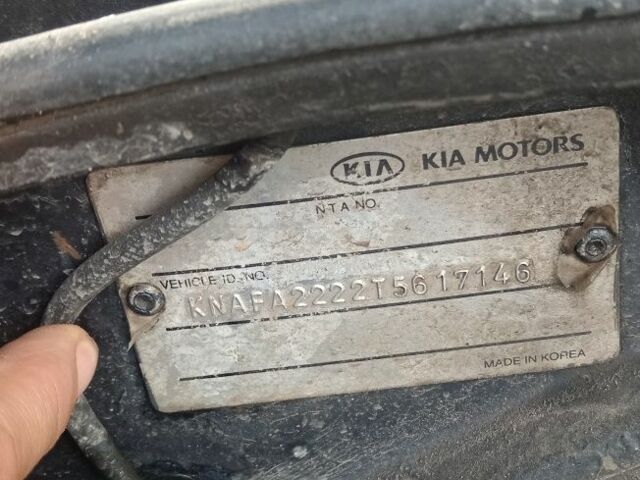 KIA KIA MOTORS
N T A NO.
VEHICLE ID. NO.
KNAFA2222T5617146
MADE IN KOREA